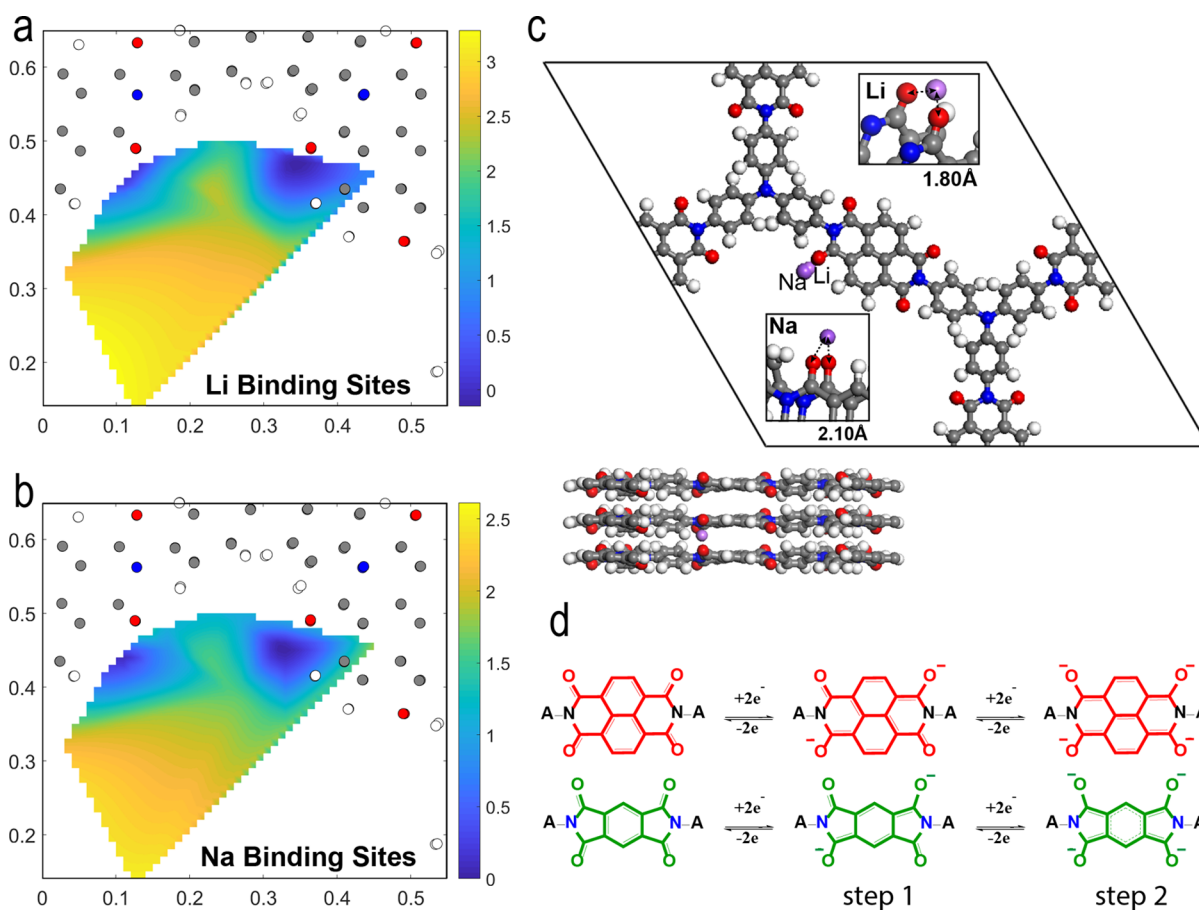 a
0.6
0.5
0.4
0.3
0.2
0.1 0.2 0.3 0.4 0.5
Li Binding Sites
3
2.5
2
1.5
1
0.5
0
b
0.6
0.5
0.4
0.3
0.2
0 0.1 0.2 0.3 0.4 0.5
Na Binding Sites
2.5
2
1.5
1
0.5
0
c
Li
1.80Å
Na Li
Na
2.10Å
d
O O O O⁻ ⁻O O⁻
A–N N–A +2e⁻ A–N N–A +2e⁻ A–N N–A
−2e −2e
O O ⁻O O ⁻O O⁻
O O O O⁻ ⁻O O⁻
A–N N–A +2e⁻ A–N N–A +2e⁻ A–N N–A
−2e −2e
O O ⁻O O ⁻O O⁻
step 1 step 2